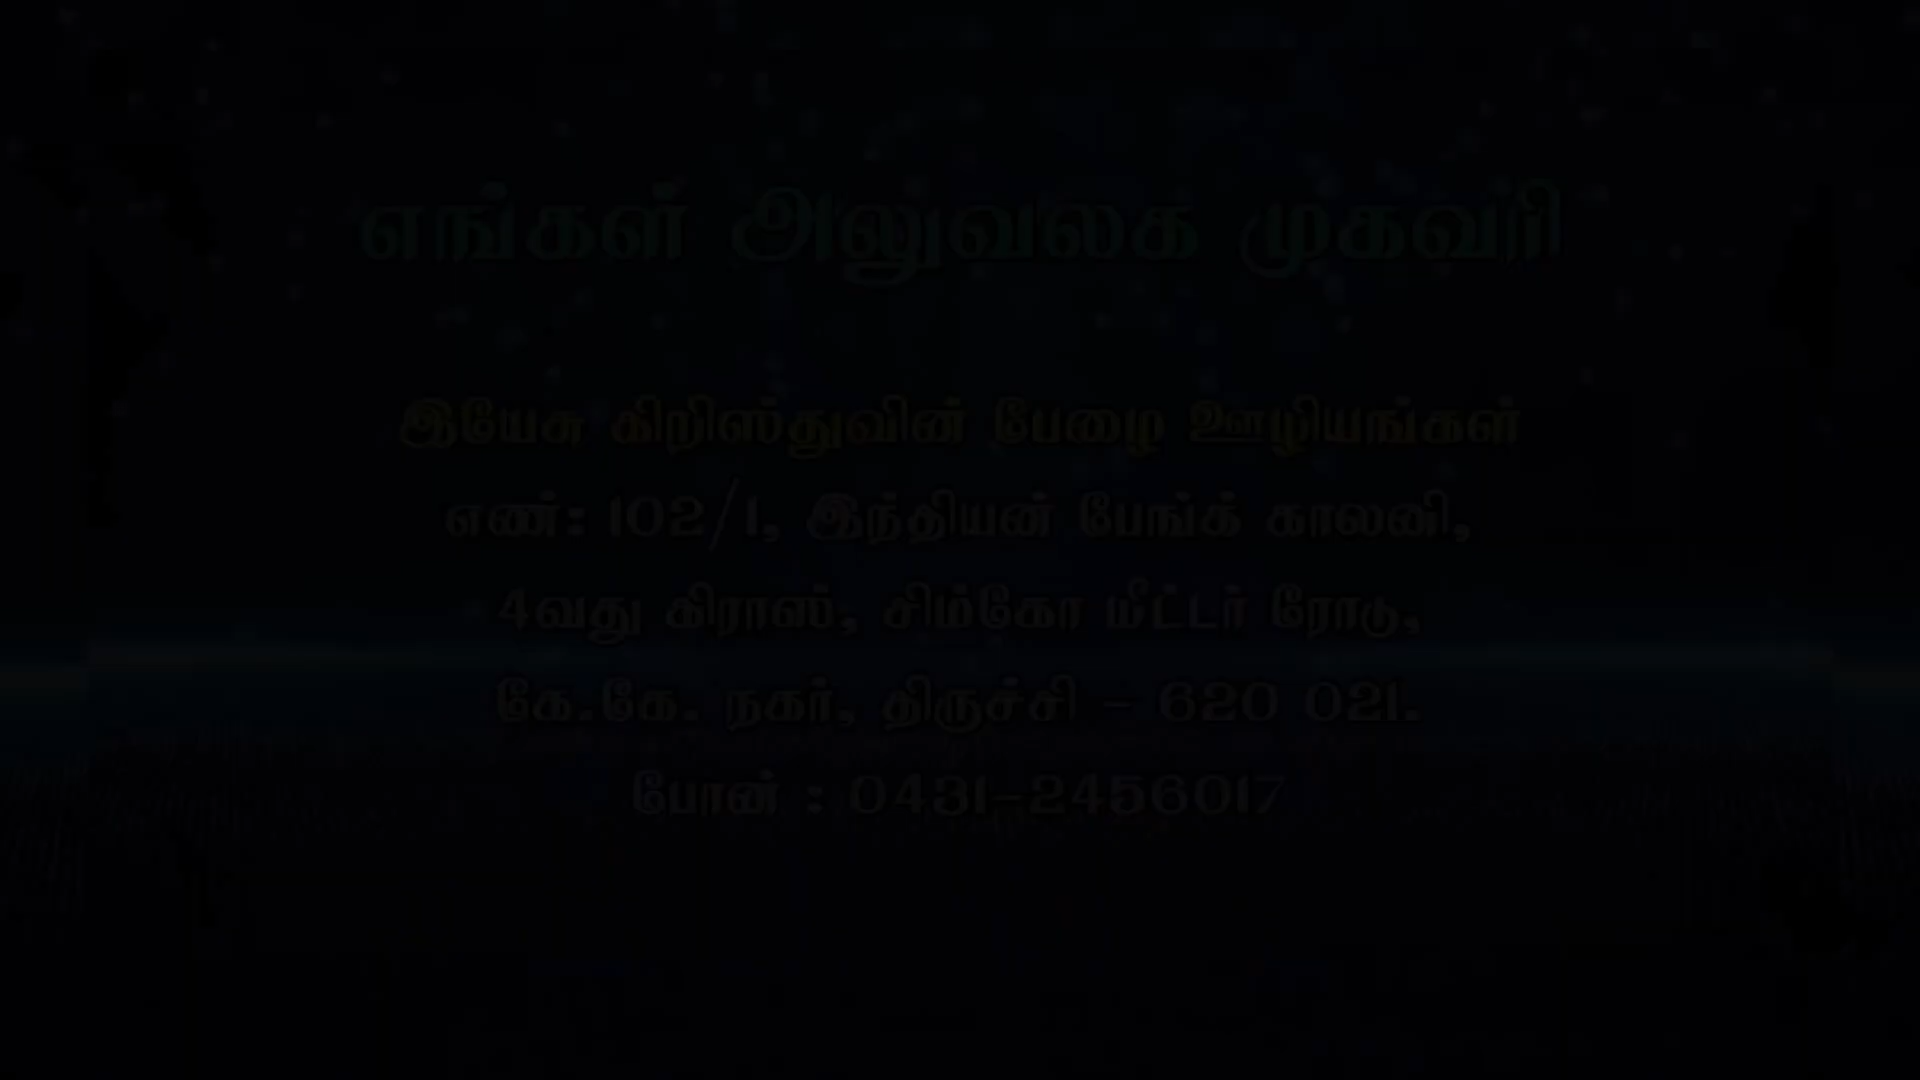 எங்கள் அலுவலக முகவரி
இயேசு கிறிஸ்துவின் பேழை ஊழியங்கள்
எண்: 102/1, இந்தியன் பேங்க் காலனி,
4வது கிராஸ், சிம்கோ மீட்டர் ரோடு,
கே.கே. நகர், திருச்சி - 620 021.
போன் : 0431-2456017